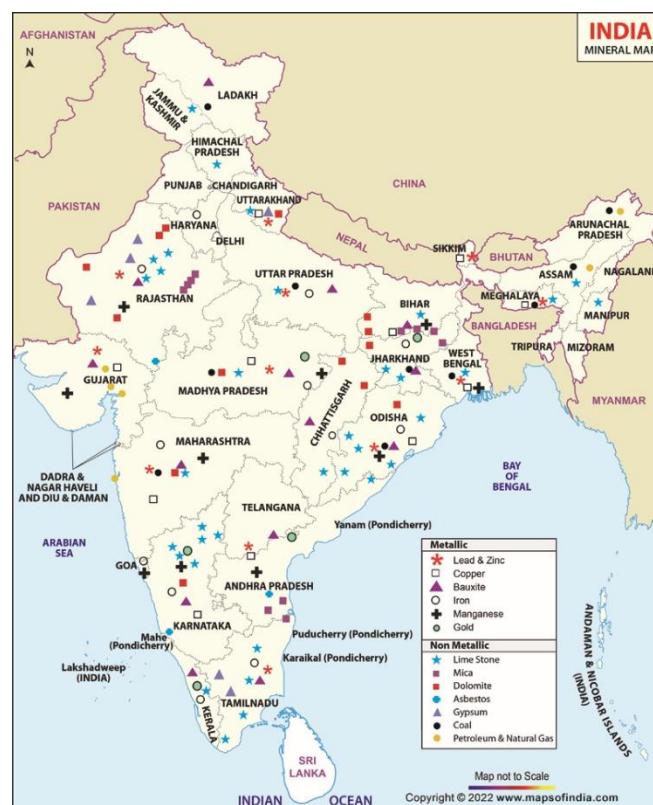 INDIA
MINERAL MAP
AFGHANISTAN
N
LADAKH
JAMMU &
KASHMIR
HIMACHAL
PRADESH
PUNJAB
CHANDIGARH
UTTARAKHAND
PAKISTAN
CHINA
HARYANA
DELHI
NEPAL
SIKKIM
BHUTAN
ARUNACHAL
PRADESH
RAJASTHAN
UTTAR PRADESH
ASSAM
NAGALAND
BIHAR
MEGHALAYA
MANIPUR
BANGLADESH
JHARKHAND
WEST
BENGAL
TRIPURA
MIZORAM
GUJARAT
MADHYA PRADESH
CHHATTISGARH
MYANMAR
ODISHA
MAHARASHTRA
DADRA &
NAGAR HAVELI
AND DIU & DAMAN
BAY
OF
BENGAL
TELANGANA
Yanam (Pondicherry)
ARABIAN
SEA
GOA
ANDHRA PRADESH
KARNATAKA
Mahe
(Pondicherry)
Puducherry (Pondicherry)
Karaikal (Pondicherry)
Lakshadweep
(INDIA)
KERALA
TAMILNADU
ANDAMAN & NICOBAR ISLANDS
(INDIA)
SRI
LANKA
INDIAN OCEAN
Metallic
Lead & Zinc
Copper
Bauxite
Iron
Manganese
Gold
Non Metallic
Lime Stone
Mica
Dolomite
Asbestos
Gypsum
Coal
Petroleum & Natural Gas
Map not to Scale
Copyright © 2022 www.mapsofindia.com